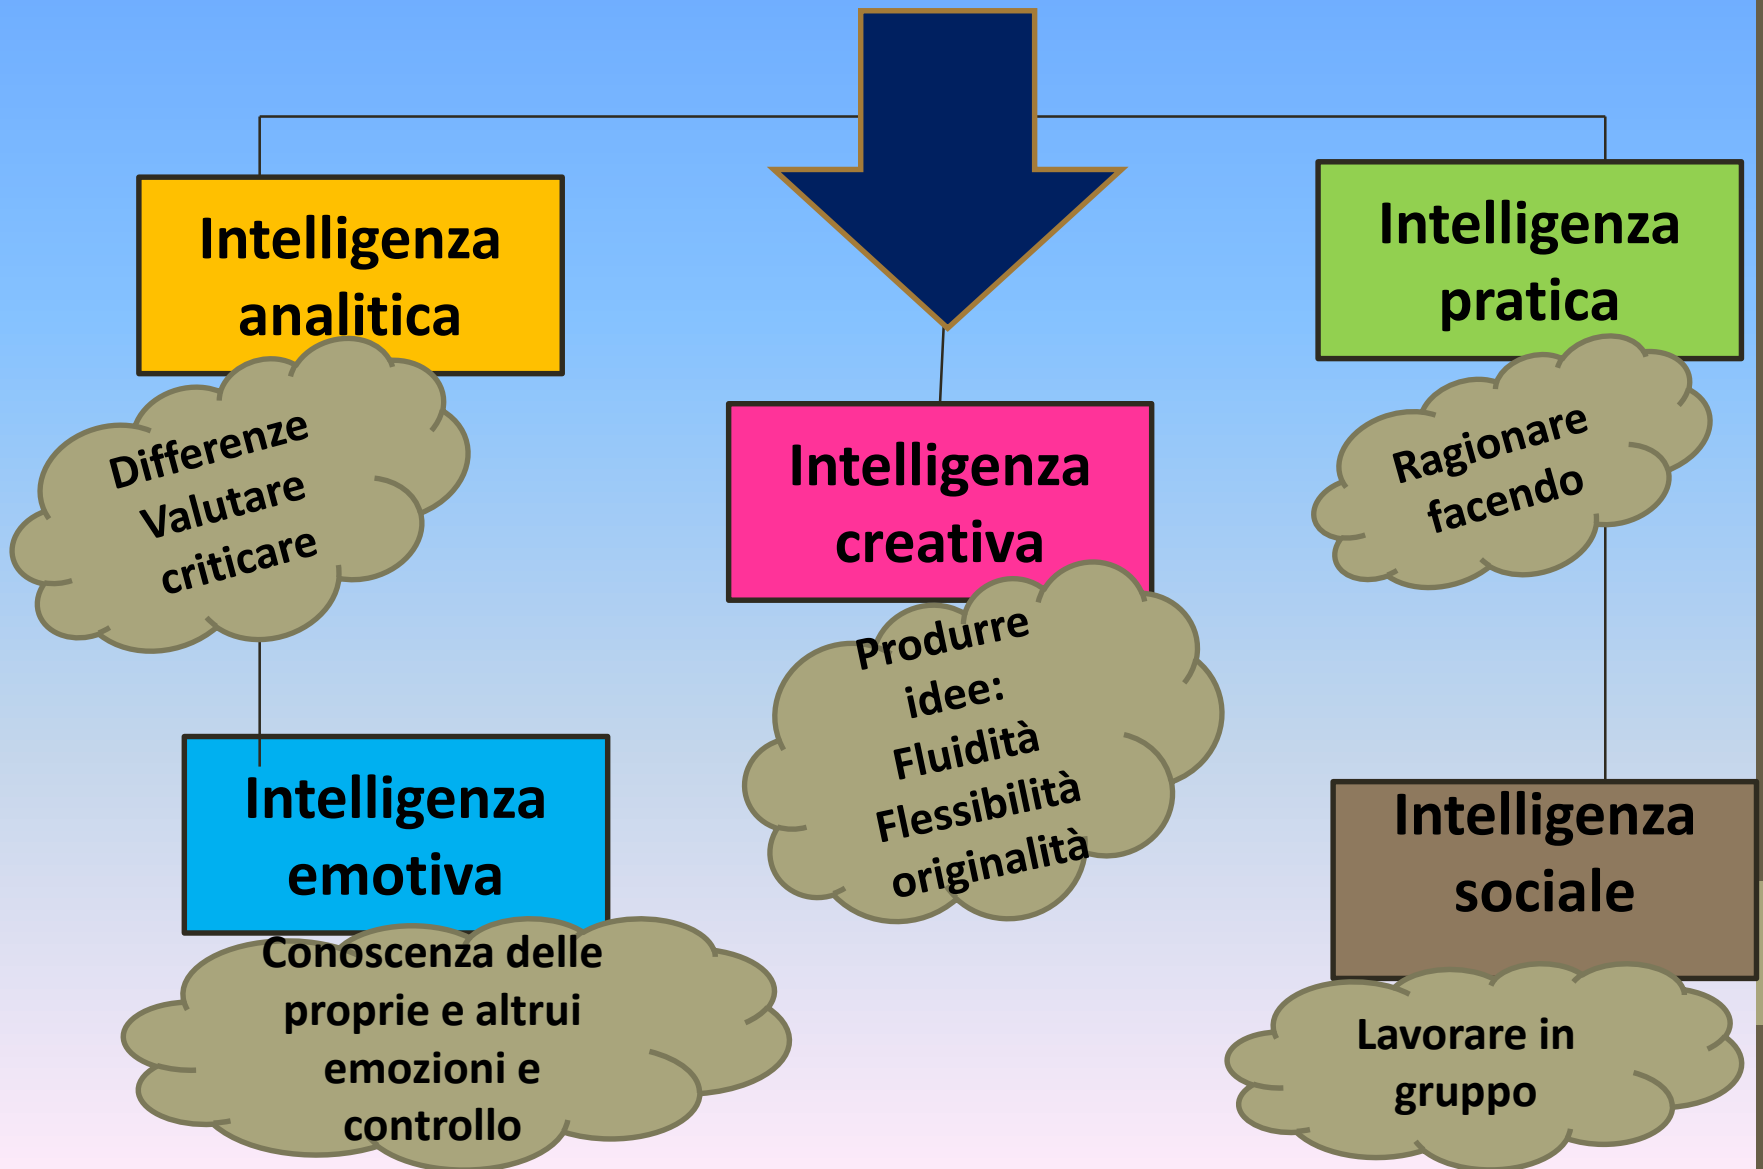 Intelligenza
analitica
Differenze
Valutare
criticare
Intelligenza
creativa
Produrre
idee:
Fluidità
Flessibilità
originalità
Intelligenza
pratica
Ragionare
facendo
Intelligenza
emotiva
Conoscenza delle
proprie e altrui
emozioni e
controllo
Intelligenza
sociale
Lavorare in
gruppo